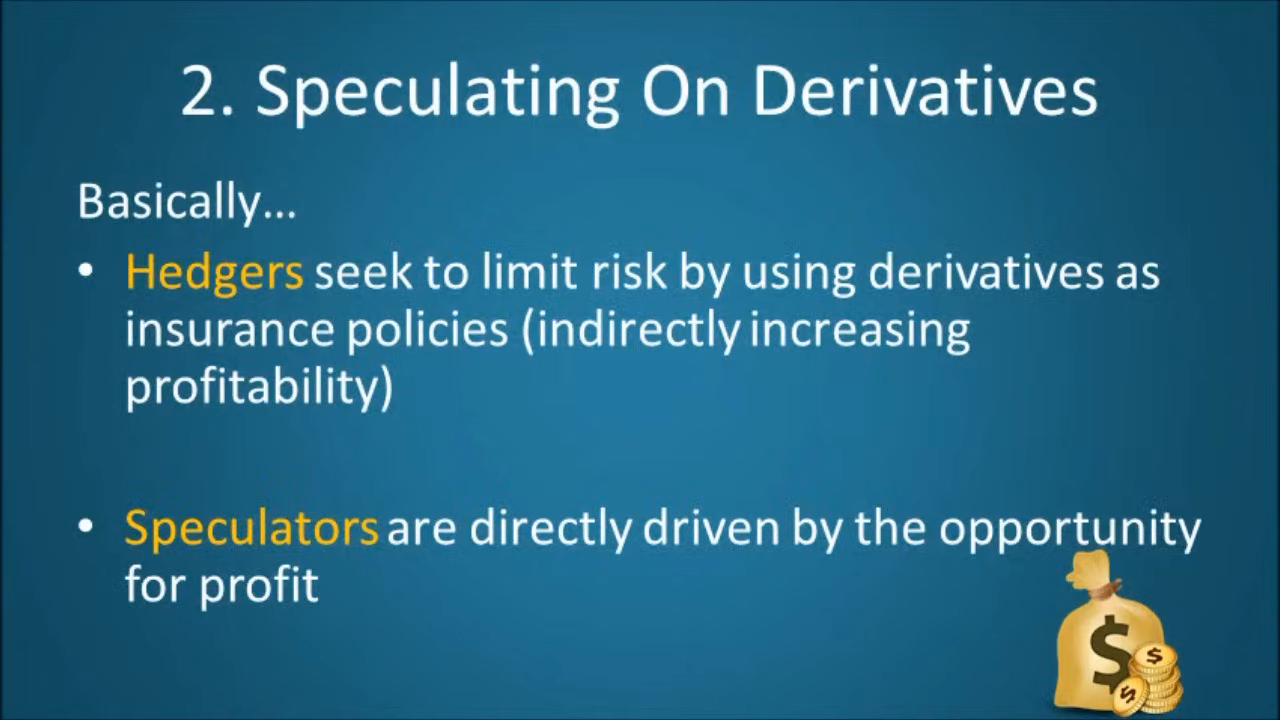 2. Speculating On Derivatives
Basically…
• Hedgers seek to limit risk by using derivatives as
insurance policies (indirectly increasing
profitability)
• Speculators are directly driven by the opportunity
for profit
$
$
$